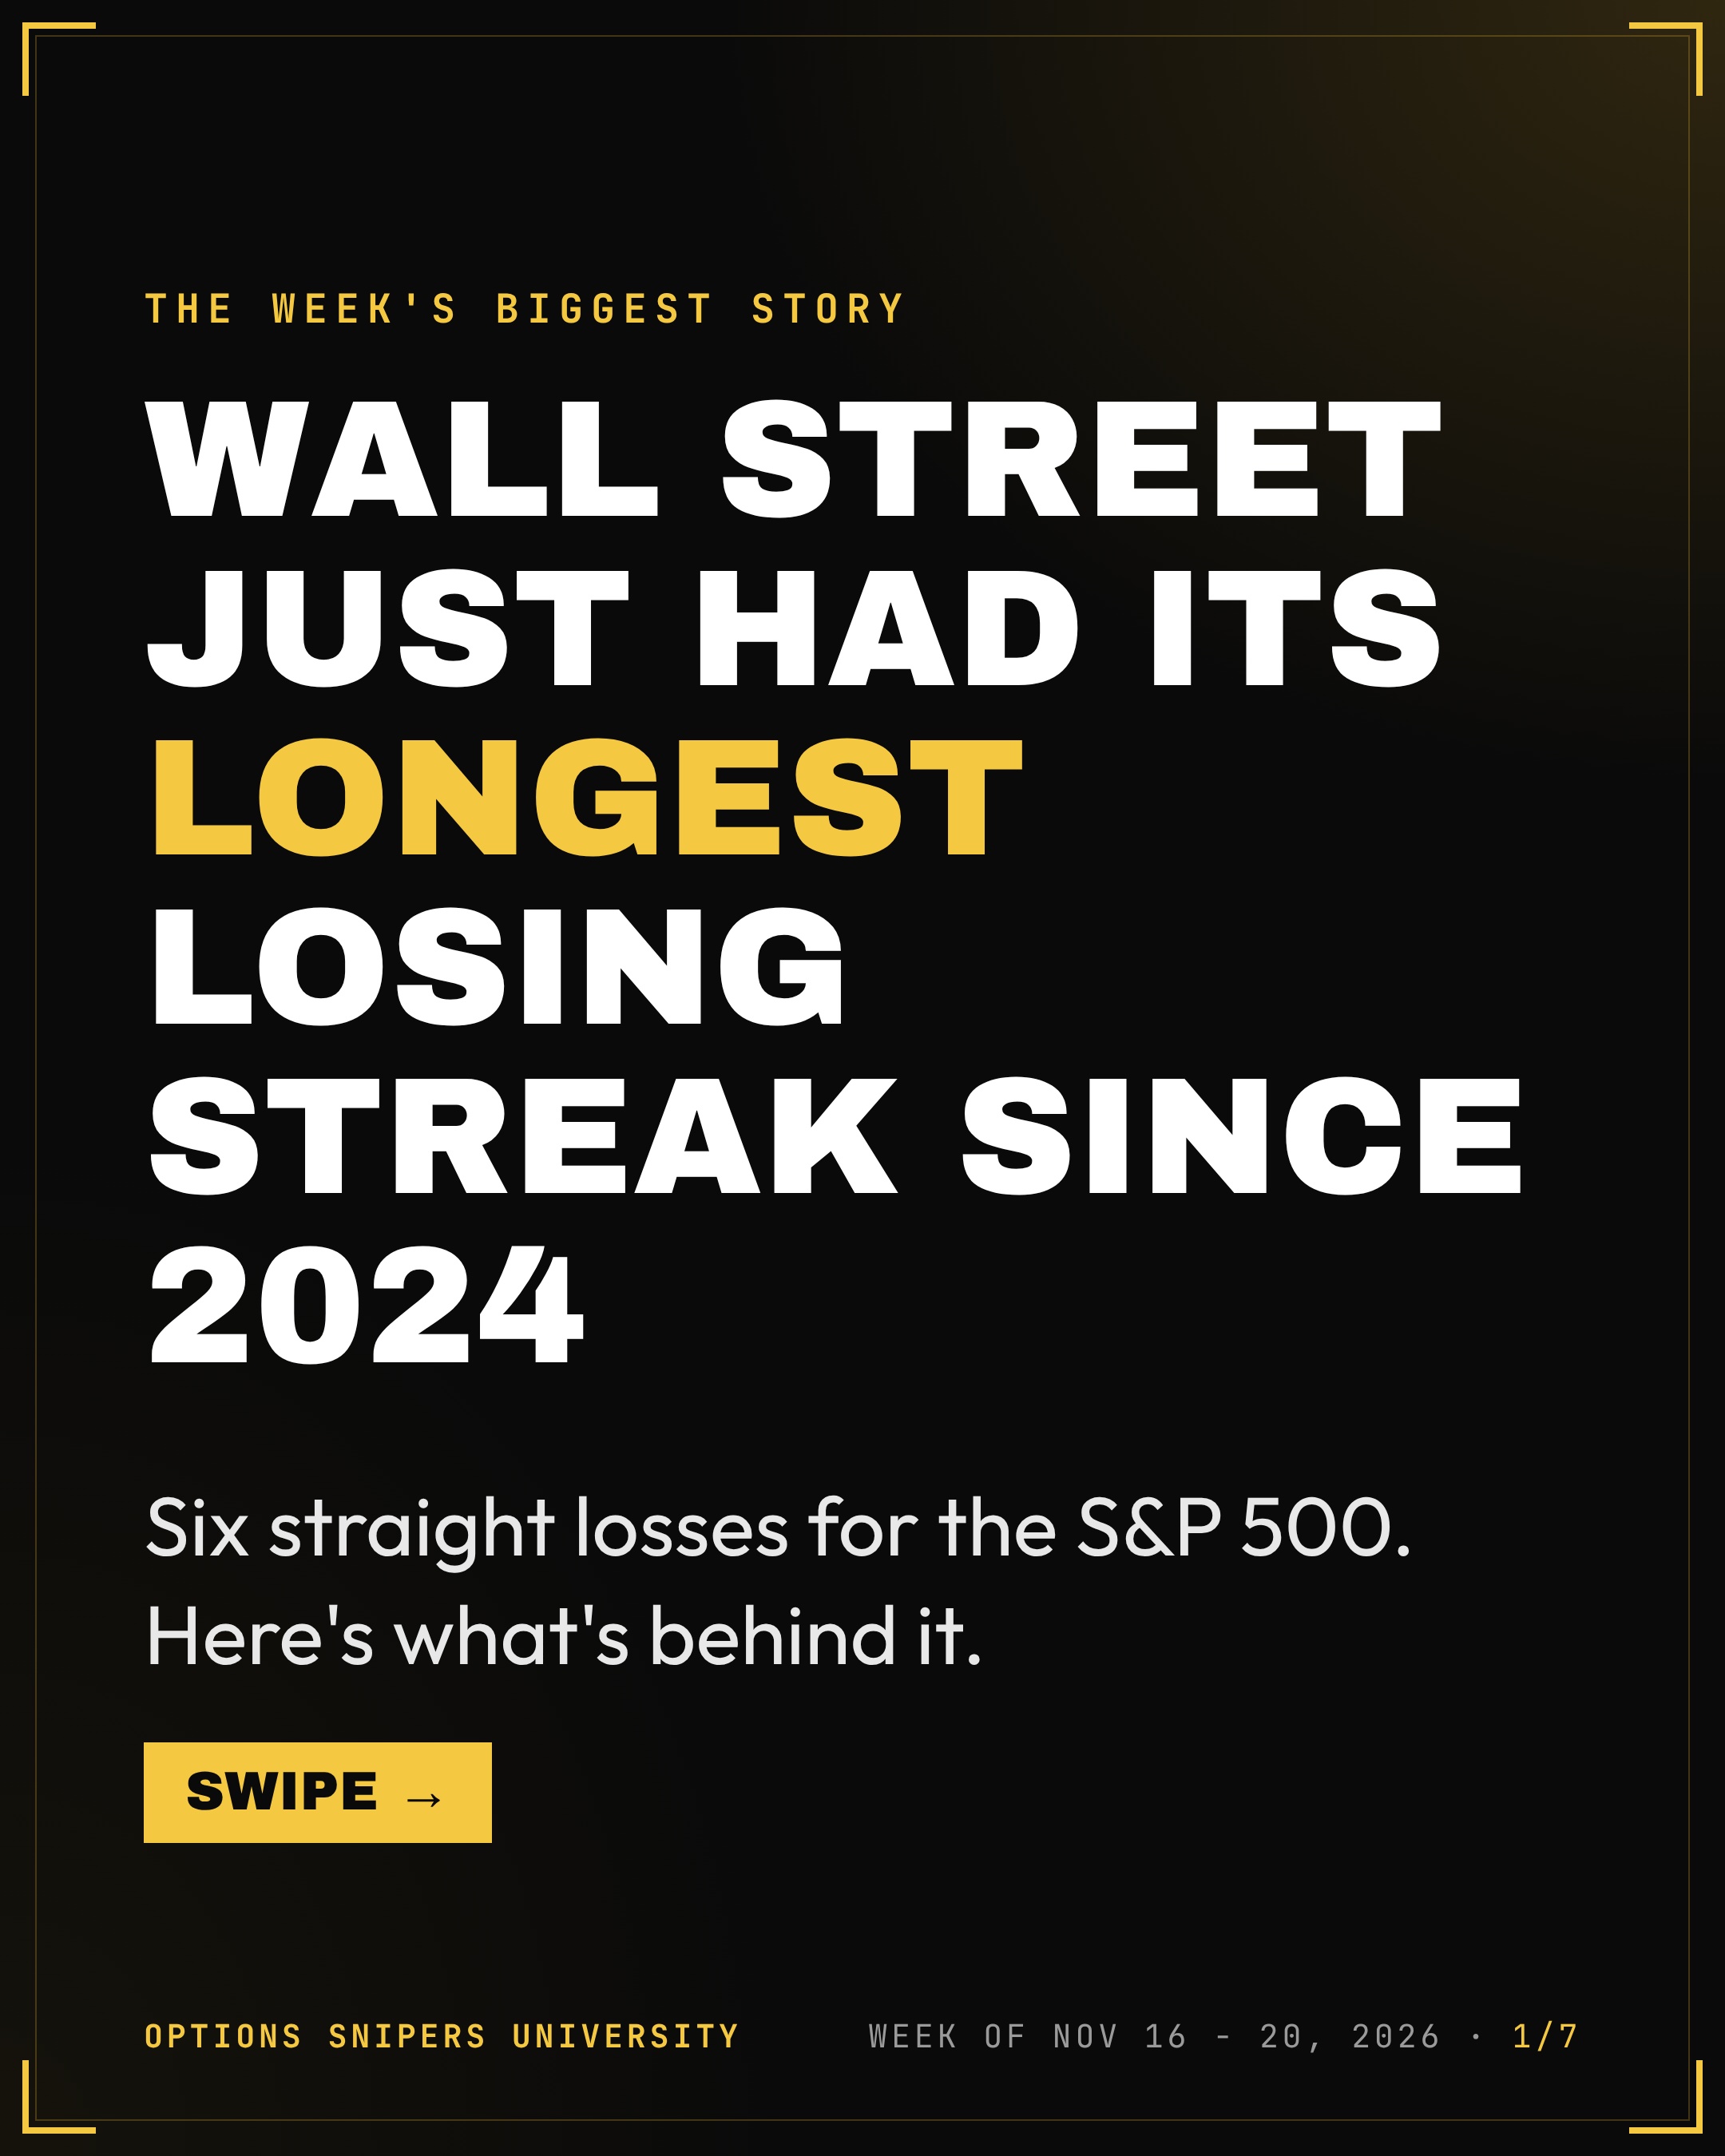 THE WEEK'S BIGGEST STORY
WALL STREET
JUST HAD ITS
LONGEST
LOSING
STREAK SINCE
2024
Six straight losses for the S&P 500.
Here's what's behind it.
SWIPE →
OPTIONS SNIPERS UNIVERSITY
WEEK OF NOV 16 - 20, 2026 · 1/7